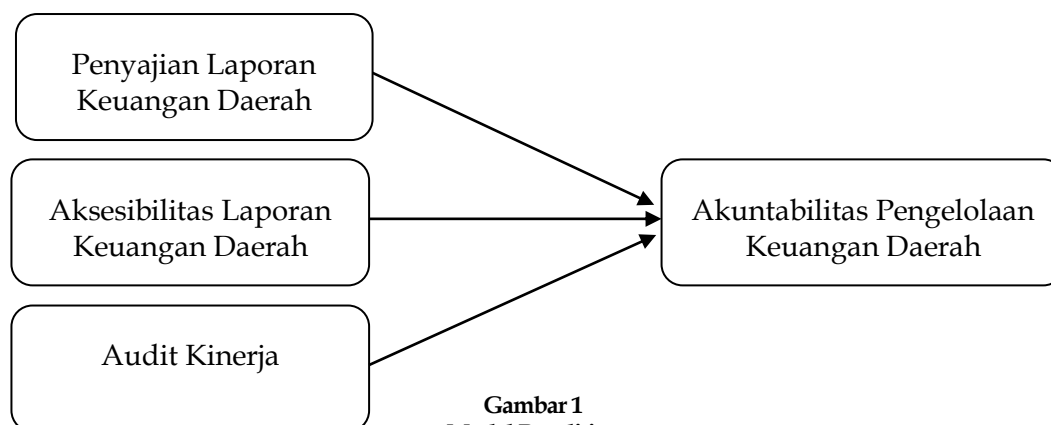 Penyajian Laporan
Keuangan Daerah
Aksesibilitas Laporan
Keuangan Daerah
Akuntabilitas Pengelolaan
Keuangan Daerah
Audit Kinerja
Gambar 1